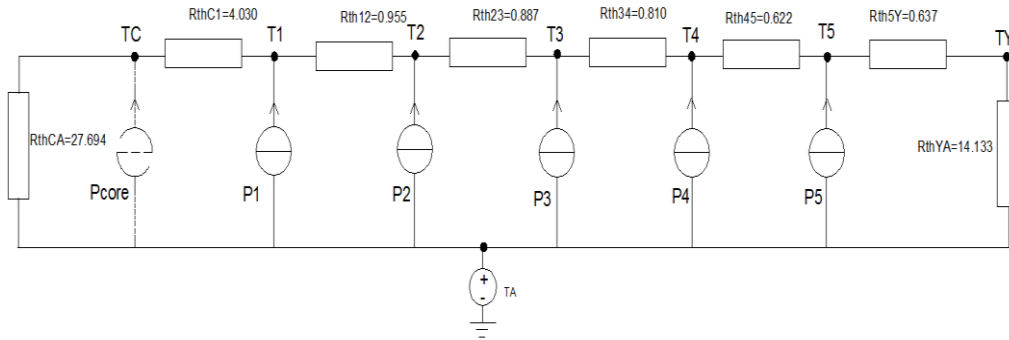 RthC1=4.030
Rth12=0.955
Rth23=0.887
Rth34=0.810
Rth45=0.622
Rth5Y=0.637
TC
T1
T2
T3
T4
T5
TY
RthCA=27.694
RthYA=14.133
Pcore
P1
P2
P3
P4
P5
+
-
TA